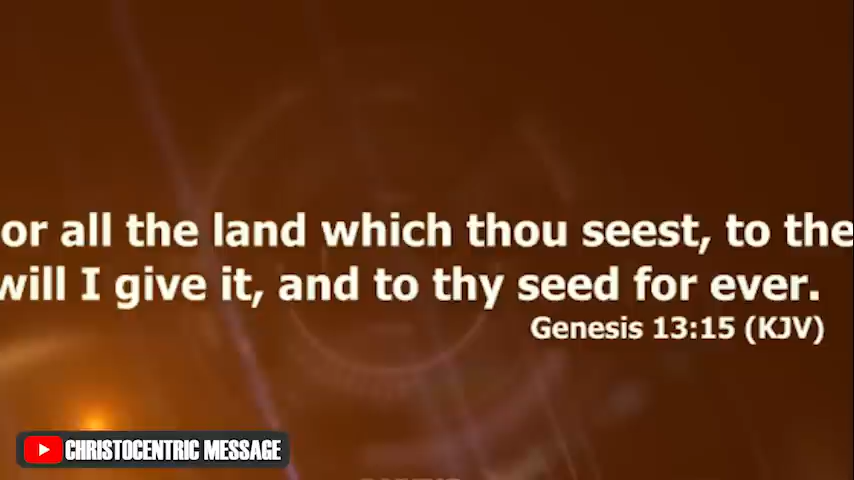 or all the land which thou seest, to the
will I give it, and to thy seed for ever.
Genesis 13:15 (KJV)
CHRISTOCENTRIC MESSAGE